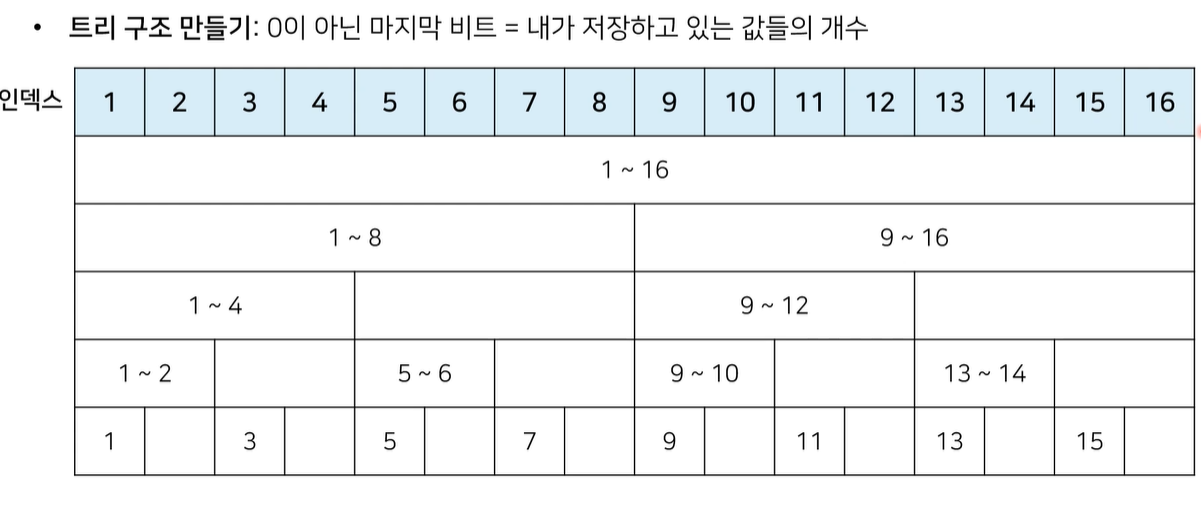 • 트리 구조 만들기: 0이 아닌 마지막 비트 = 내가 저장하고 있는 값들의 개수
인덱스 1 2 3 4 5 6 7 8 9 10 11 12 13 14 15 16
1 ~ 16
1 ~ 8 9 ~ 16
1 ~ 4 9 ~ 12
1 ~ 2 5 ~ 6 9 ~ 10 13 ~ 14
1 3 5 7 9 11 13 15